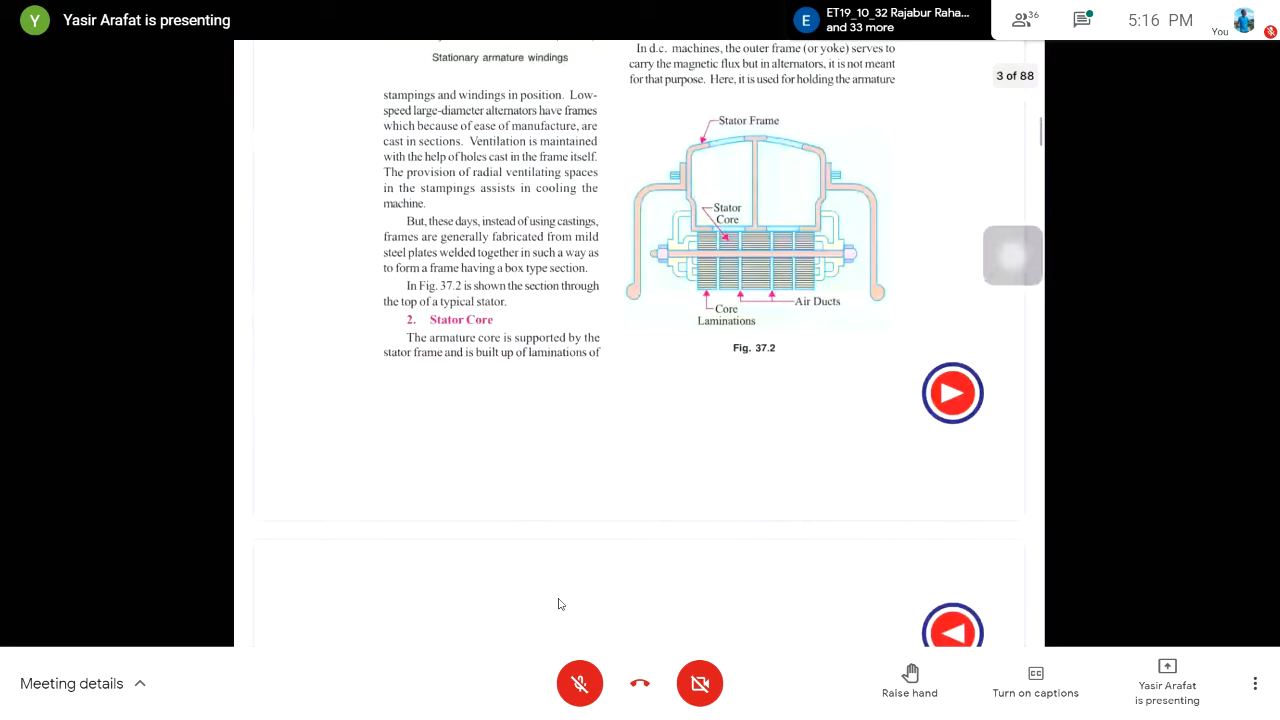 Y
Yasir Arafat is presenting
E
ET19_10_32 Rajabur Raha...
and 33 more
36
5:16 PM
You
Stationary armature windings
stampings and windings in position. Low-
speed large-diameter alternators have frames
which because of ease of manufacture, are
cast in sections. Ventilation is maintained
with the help of holes cast in the frame itself.
The provision of radial ventilating spaces
in the stampings assists in cooling the
machine.
But, these days, instead of using castings,
frames are generally fabricated from mild
steel plates welded together in such a way as
to form a frame having a box type section.
In Fig. 37.2 is shown the section through
the top of a typical stator.
2. Stator Core
The armature core is supported by the
stator frame and is built up of laminations of
In d.c. machines, the outer frame (or yoke) serves to
carry the magnetic flux but in alternators, it is not meant
for that purpose. Here, it is used for holding the armature
3 of 88
Stator Frame
Stator
Core
Air Ducts
Core
Laminations
Fig. 37.2
Meeting details
Raise hand
CC
Turn on captions
Yasir Arafat
is presenting